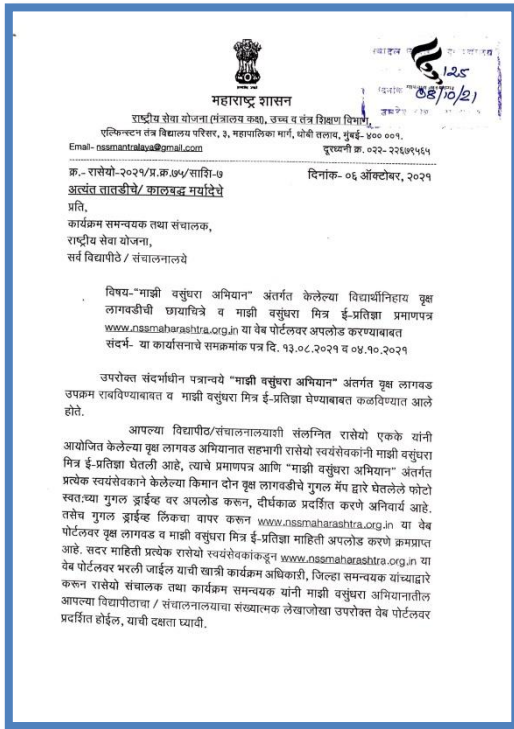 125
08/10/21
महाराष्ट्र शासन
राष्ट्रीय सेवा योजना (मंत्रालय कक्ष), उच्च व तंत्र शिक्षण विभाग,
एल्फिन्स्टन तंत्र विद्यालय परिसर, ३, महापालिका मार्ग, धोबी तलाव, मुंबई- ४०० ००१.
Email- nssmantralaya@gmail.com दूरध्वनी क्र. ०२२- २२६७९५६५
क्र.- रासेयो-२०२१/प्र.क्र.७५/साशि-७ दिनांक- ०६ ऑक्टोबर, २०२१
अत्यंत तातडीचे/ कालबद्ध मर्यादेचे
प्रति,
कार्यक्रम समन्वयक तथा संचालक,
राष्ट्रीय सेवा योजना,
सर्व विद्यापीठे / संचालनालये
विषय-"माझी वसुंधरा अभियान" अंतर्गत केलेल्या विद्यार्थीनिहाय वृक्ष
लागवडीची छायाचित्रे व माझी वसुंधरा मित्र ई-प्रतिज्ञा प्रमाणपत्र
www.nssmaharashtra.org.in या वेब पोर्टलवर अपलोड करण्याबाबत
संदर्भ- या कार्यासनाचे समक्रमांक पत्र दि. १३.०८.२०२१ व ०४.१०.२०२१
उपरोक्त संदर्भाधीन पत्रान्वये "माझी वसुंधरा अभियान" अंतर्गत वृक्ष लागवड
उपक्रम राबविण्याबाबत व माझी वसुंधरा मित्र ई-प्रतिज्ञा घेण्याबाबत कळविण्यात आले
होते.
आपल्या विद्यापीठ/संचालनालयाशी संलग्नित रासेयो एकके यांनी
आयोजित केलेल्या वृक्ष लागवड अभियानात सहभागी रासेयो स्वयंसेवकांनी माझी वसुंधरा
मित्र ई-प्रतिज्ञा घेतली आहे, त्याचे प्रमाणपत्र आणि "माझी वसुंधरा अभियान" अंतर्गत
प्रत्येक स्वयंसेवकाने केलेल्या किमान दोन वृक्ष लागवडीचे गुगल मॅप द्वारे घेतलेले फोटो
स्वत:च्या गुगल ड्राईव्ह वर अपलोड करून, दीर्घकाळ प्रदर्शित करणे अनिवार्य आहे.
तसेच गुगल ड्राईव्ह लिंकचा वापर करून www.nssmaharashtra.org.in या वेब
पोर्टलवर वृक्ष लागवड व माझी वसुंधरा मित्र ई-प्रतिज्ञा माहिती अपलोड करणे क्रमप्राप्त
आहे. सदर माहिती प्रत्येक रासेयो स्वयंसेवकांकडून www.nssmaharashtra.org.in या
वेब पोर्टलवर भरली जाईल याची खात्री कार्यक्रम अधिकारी, जिल्हा समन्वयक यांच्याद्वारे
करून रासेयो संचालक तथा कार्यक्रम समन्वयक यांनी माझी वसुंधरा अभियानातील
आपल्या विद्यापीठाचा / संचालनालयाचा संख्यात्मक लेखाजोखा उपरोक्त वेब पोर्टलवर
प्रदर्शित होईल, याची दक्षता घ्यावी.